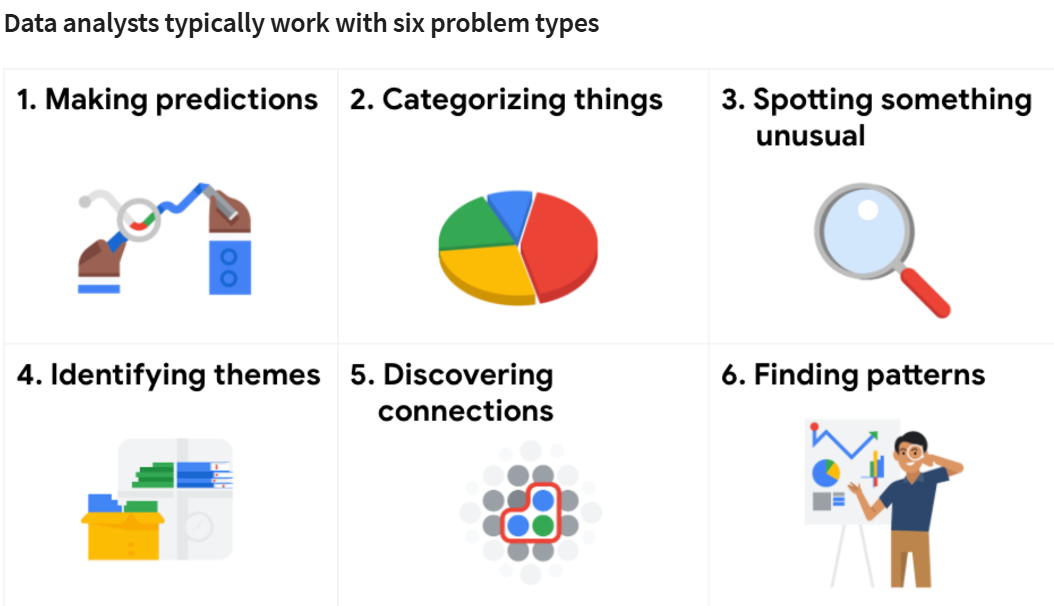 Data analysts typically work with six problem types
1. Making predictions
2. Categorizing things
3. Spotting something
unusual
4. Identifying themes
5. Discovering
connections
6. Finding patterns